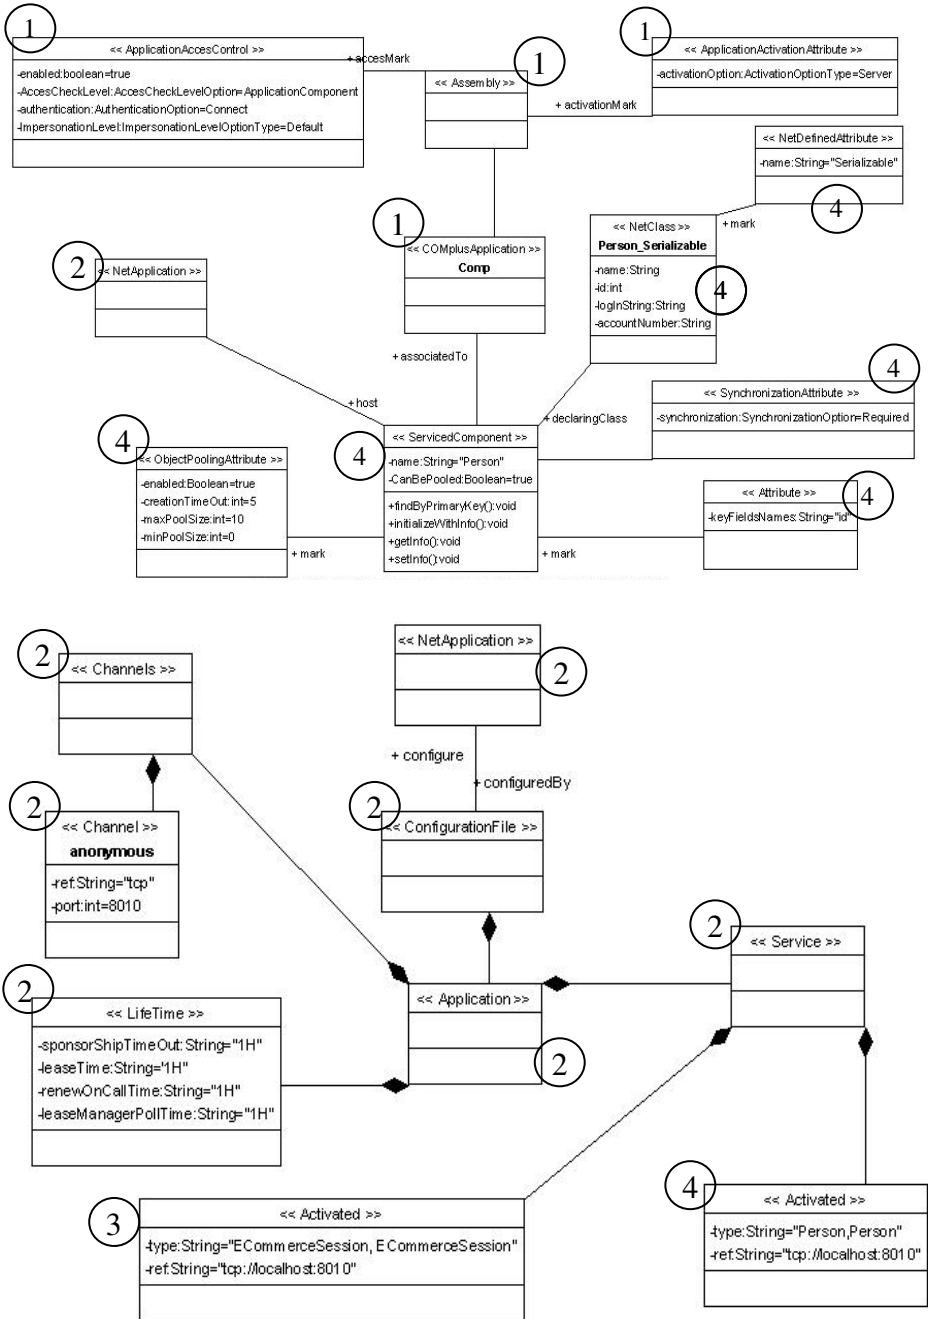 1
<< ApplicationAccesControl >>
-enabled:boolean=true
-AccesCheckLevel:AccesCheckLevelOption=ApplicationComponent
-authentication:AuthenticationOption=Connect
-ImpersonationLevel:ImpersonationLevelOptionType=Default
+ accesMark
1
<< Assembly >>
+ activationMark
1
<< ApplicationActivationAttribute >>
-activationOption:ActivationOptionType=Server
<< NetDefinedAttribute >>
-name:String="Serializable"
4
+ mark
1
<< COMplusApplication >>
Comp
<< NetClass >>
Person_Serializable
-name:String
-id:int
-logInString:String
-accountNumber:String
4
2
<< NetApplication >>
+ associatedTo
+ host
+ declaringClass
4
<< SynchronizationAttribute >>
-synchronization:SynchronizationOption=Required
4
<< ObjectPoolingAttribute >>
-enabled:Boolean=true
-creationTimeOut:int=5
-maxPoolSize:int=10
-minPoolSize:int=0
+ mark
4
<< ServicedComponent >>
-name:String="Person"
-CanBePooled:Boolean=true
+findByPrimaryKey():void
+initializeWithInfo():void
+getInfo():void
+setInfo():void
+ mark
<< Attribute >>
4
-keyFieldsNames:String="id"
2
<< Channels >>
<< NetApplication >>
2
+ configure
+ configuredBy
2
<< Channel >>
anonymous
-ref:String="tcp"
-port:int=8010
2
<< ConfigurationFile >>
2
<< Service >>
2
<< LifeTime >>
-sponsorShipTimeOut:String="1H"
-leaseTime:String="1H"
-renewOnCallTime:String="1H"
-leaseManagerPollTime:String="1H"
<< Application >>
2
3
<< Activated >>
-type:String="ECommerceSession, ECommerceSession"
-ref:String="tcp://localhost:8010"
4
<< Activated >>
-type:String="Person,Person"
-ref:String="tcp://localhost:8010"